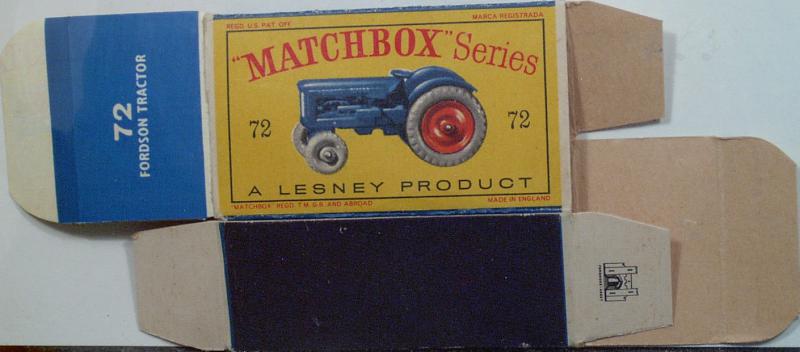 72
FORDSON TRACTOR
REGD. U.S. PAT. OFF.
MARCA REGISTRADA
"MATCHBOX" Series
72
72
A LESNEY PRODUCT
"MATCHBOX" REGD. T.M. G.B. AND ABROAD
MADE IN ENGLAND